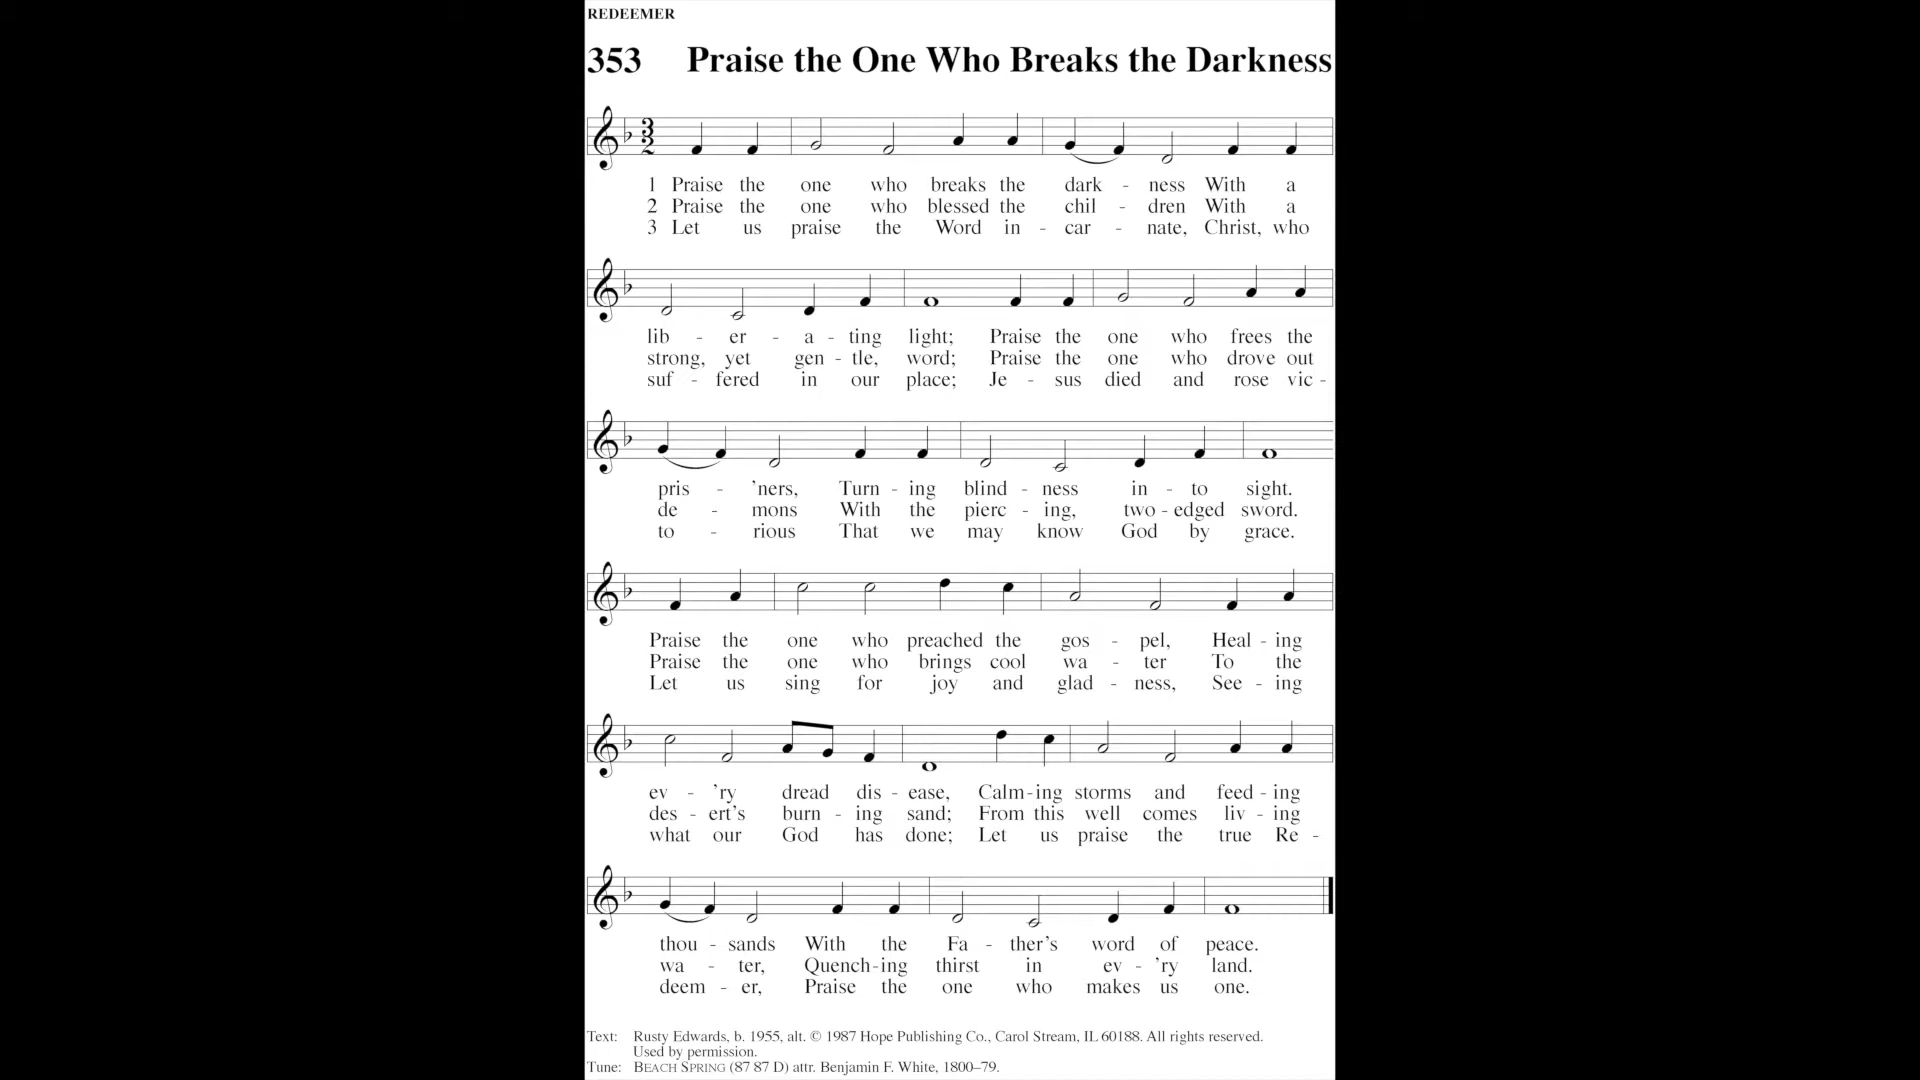 REDEEMER
353 Praise the One Who Breaks the Darkness
1 Praise the one who breaks the dark - ness With a
2 Praise the one who blessed the chil - dren With a
3 Let us praise the Word in - car - nate, Christ, who
lib - er - a - ting light; Praise the one who frees the
strong, yet gen - tle, word; Praise the one who drove out
suf - fered in our place; Je - sus died and rose vic -
pris - 'ners, Turn - ing blind - ness in - to sight.
de - mons With the pierc - ing, two - edged sword.
to - rious That we may know God by grace.
Praise the one who preached the gos - pel, Heal - ing
Praise the one who brings cool wa - ter To the
Let us sing for joy and glad - ness, See - ing
ev - 'ry dread dis - ease, Calm - ing storms and feed - ing
des - ert's burn - ing sand; From this well comes liv - ing
what our God has done; Let us praise the true Re -
thou - sands With the Fa - ther's word of peace.
wa - ter, Quench - ing thirst in ev - 'ry land.
deem - er, Praise the one who makes us one.
Text: Rusty Edwards, b. 1955, alt. © 1987 Hope Publishing Co., Carol Stream, IL 60188. All rights reserved.
Used by permission.
Tune: BEACH SPRING (87 87 D) attr. Benjamin F. White, 1800–79.